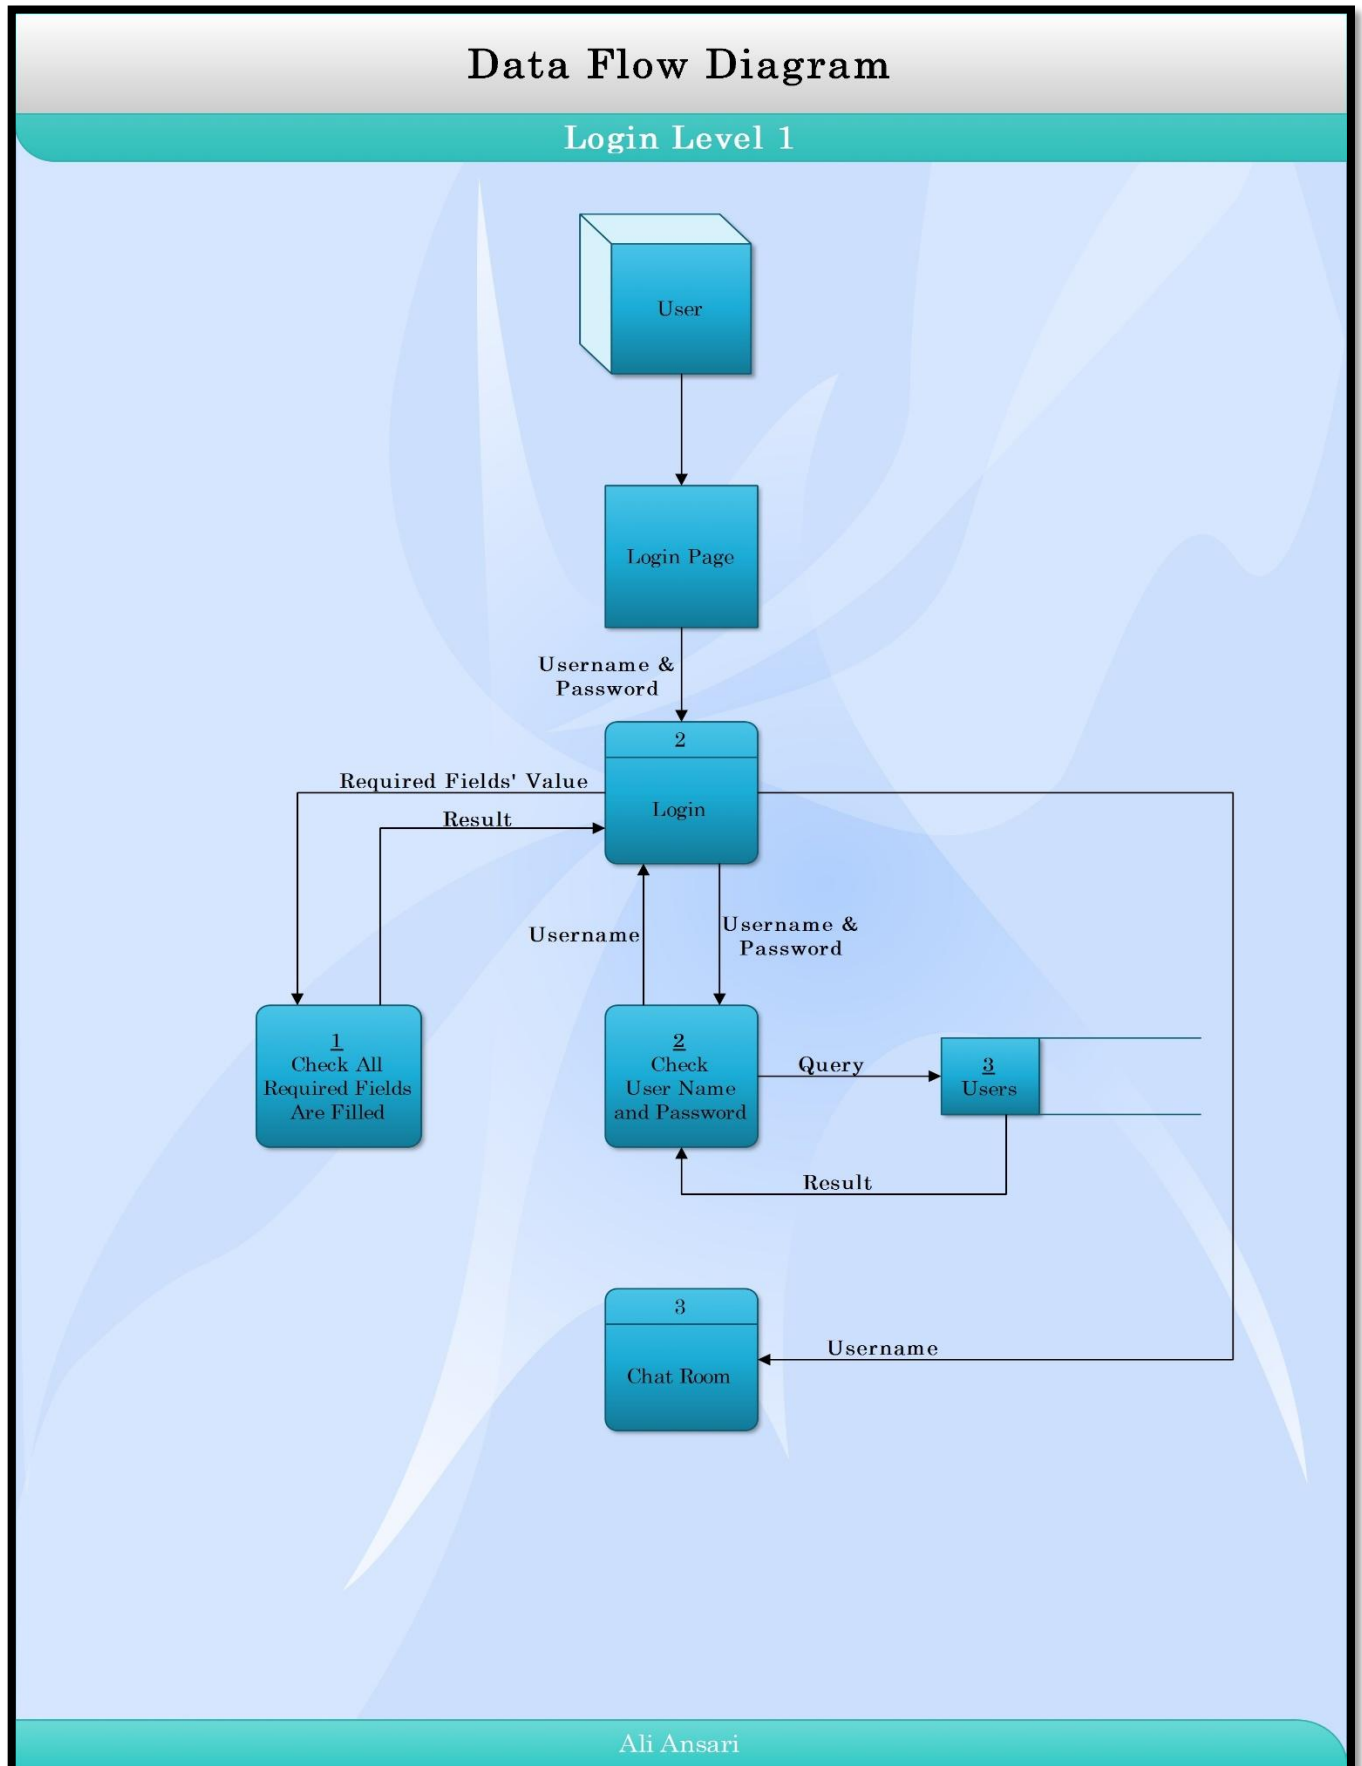 Data Flow Diagram
Login Level 1
User
Login Page
Username &
Password
2
Login
Required Fields' Value
Result
Username
Username &
Password
1
Check All
Required Fields
Are Filled
2
Check
User Name
and Password
Query
3
Users
Result
3
Chat Room
Username
Ali Ansari